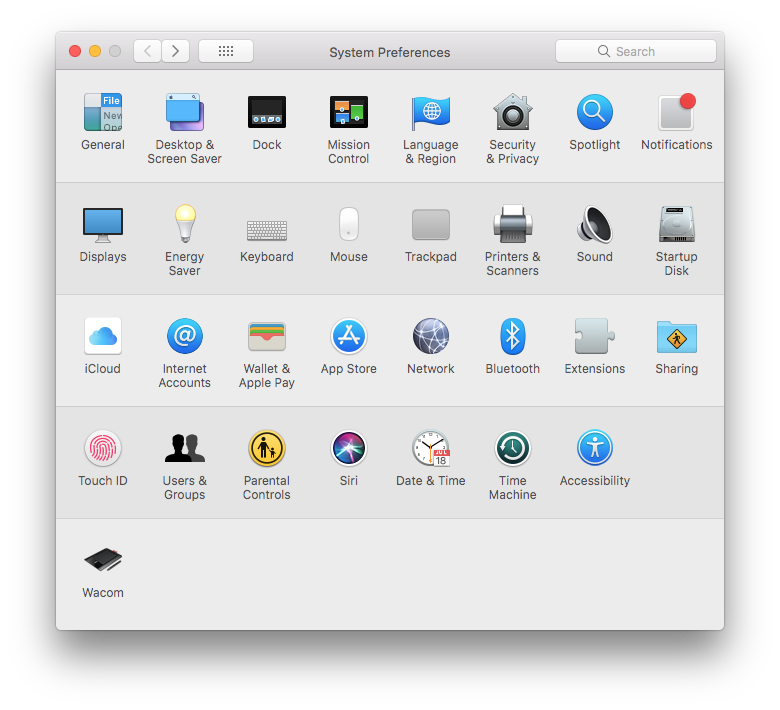 System Preferences
Search
File
New
Ope
General
Desktop &
Screen Saver
Dock
Mission
Control
Language
& Region
Security
& Privacy
Spotlight
Notifications
Displays
Energy
Saver
Keyboard
Mouse
Trackpad
Printers &
Scanners
Sound
Startup
Disk
iCloud
@
Internet
Accounts
Wallet &
Apple Pay
App Store
Network
Bluetooth
Extensions
Sharing
Touch ID
Users &
Groups
Parental
Controls
Siri
JUL
18
Date & Time
Time
Machine
Accessibility
Wacom